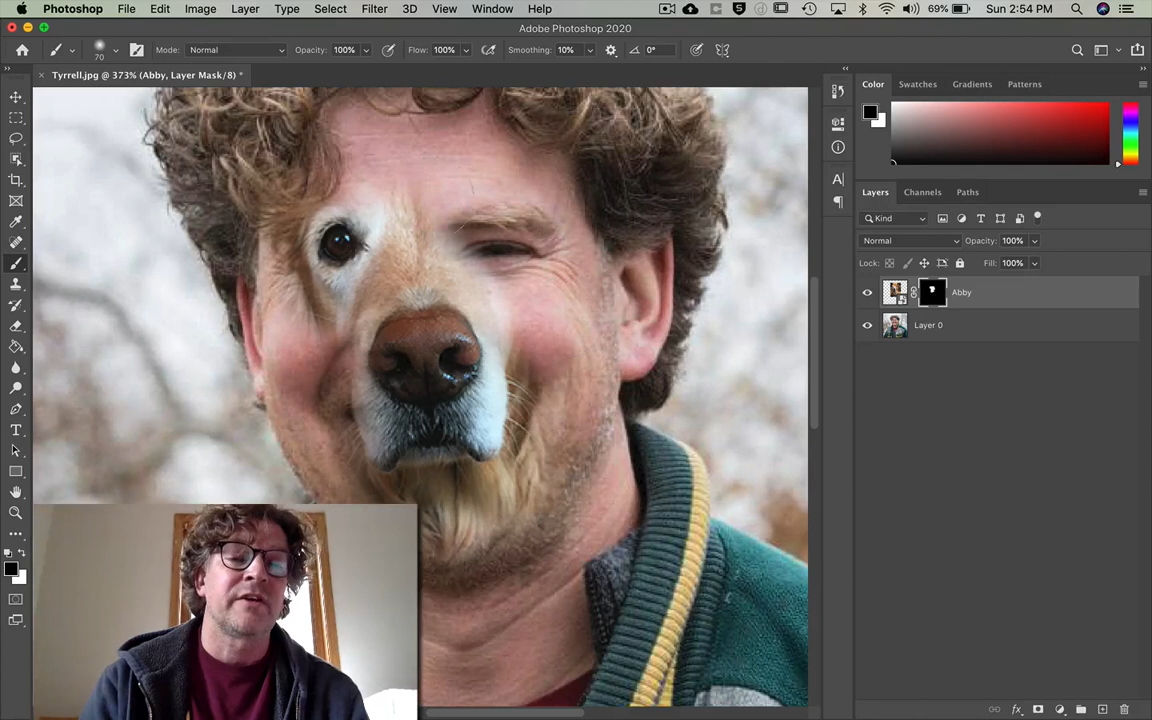 Photoshop File Edit Image Layer Type Select Filter 3D View Window Help 69% Sun 2:54 PM
Adobe Photoshop 2020
70 Mode: Normal Opacity: 100% Flow: 100% Smoothing: 10% 0°
Tyrrell.jpg @ 373% (Abby, Layer Mask/8) *
Color Swatches Gradients Patterns
Layers Channels Paths
Kind
Normal Opacity: 100%
Lock: Fill: 100%
Abby
Layer 0